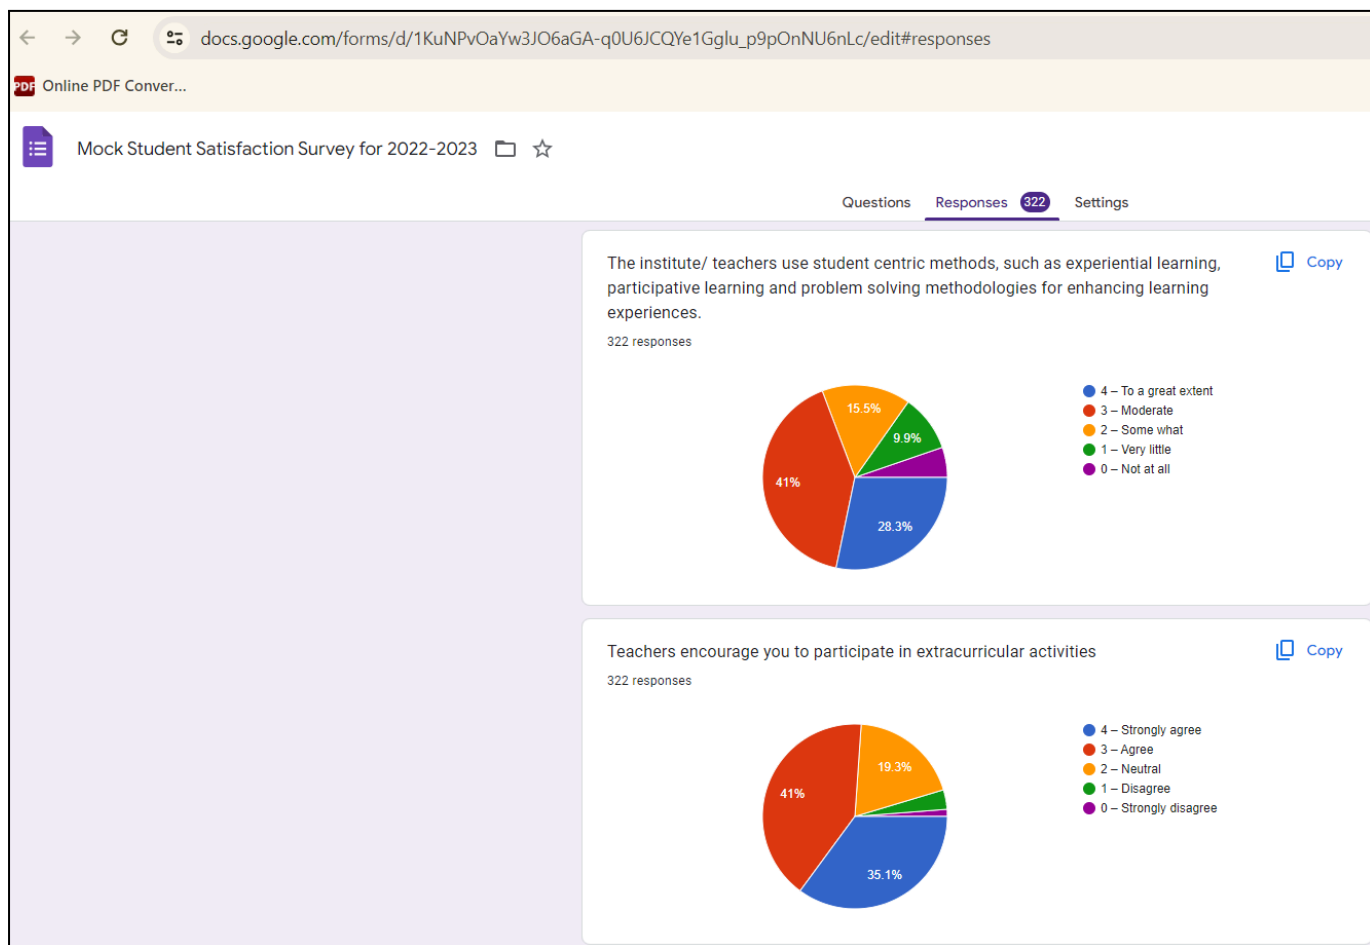 docs.google.com/forms/d/1KuNPvOaYw3JO6aGA-q0U6JCQYe1Gglu_p9pOnNU6nLc/edit#responses
PDF Online PDF Conver...
Mock Student Satisfaction Survey for 2022-2023
Questions Responses 322 Settings
The institute/ teachers use student centric methods, such as experiential learning,
participative learning and problem solving methodologies for enhancing learning
experiences.
Copy
322 responses
15.5%
9.9%
41%
28.3%
4 – To a great extent
3 – Moderate
2 – Some what
1 – Very little
0 – Not at all
Teachers encourage you to participate in extracurricular activities
Copy
322 responses
19.3%
41%
35.1%
4 – Strongly agree
3 – Agree
2 – Neutral
1 – Disagree
0 – Strongly disagree